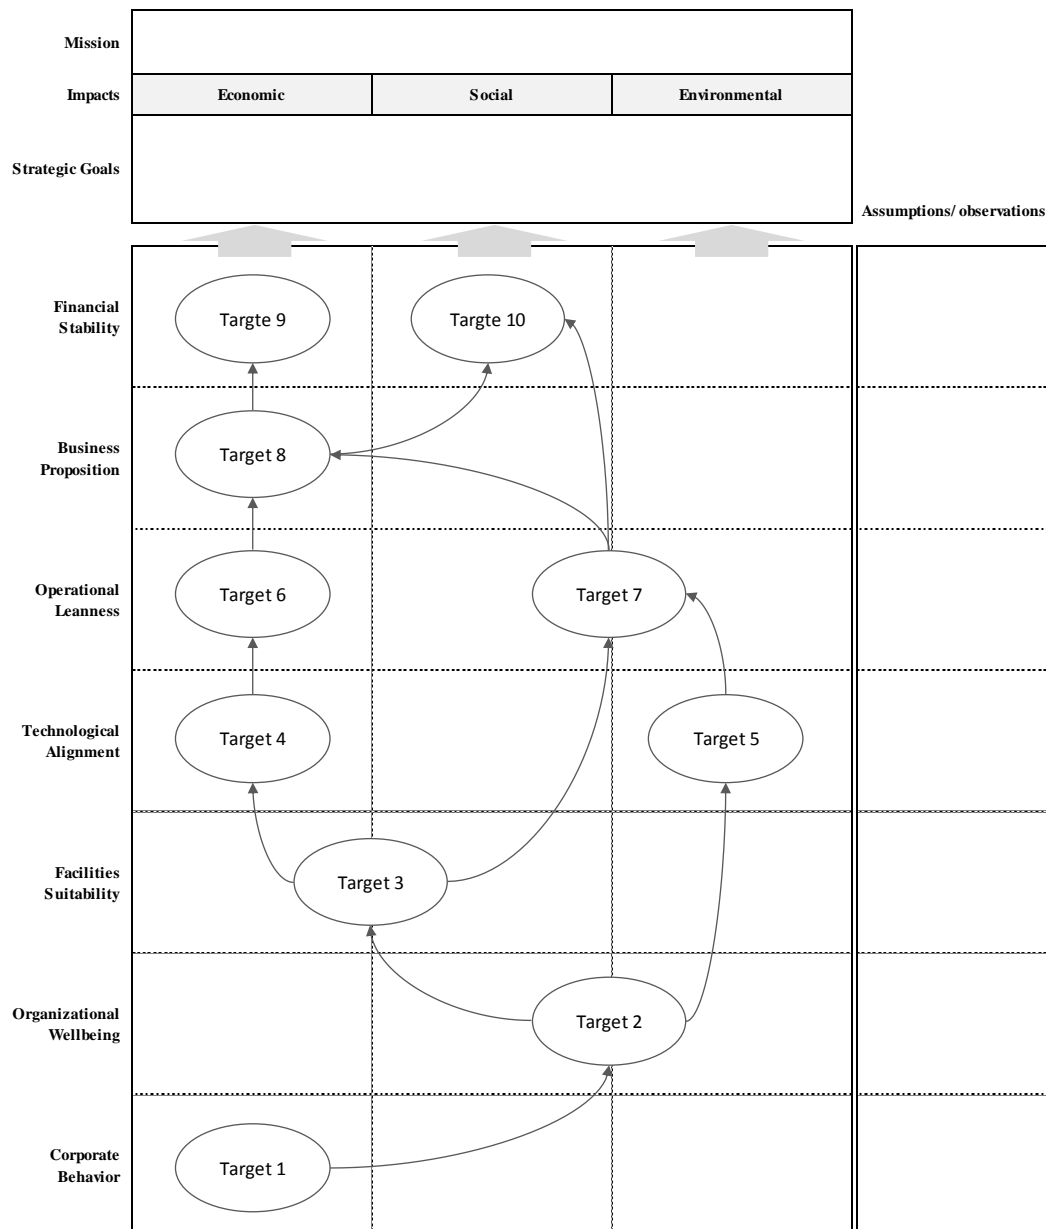 Mission
Impacts
Economic
Social
Environmental
Strategic Goals
Assumptions/ observations
Financial
Stability
Targte 9
Targte 10
Business
Proposition
Target 8
Operational
Leanness
Target 6
Target 7
Technological
Alignment
Target 4
Target 5
Facilities
Suitability
Target 3
Organizational
Wellbeing
Target 2
Corporate
Behavior
Target 1